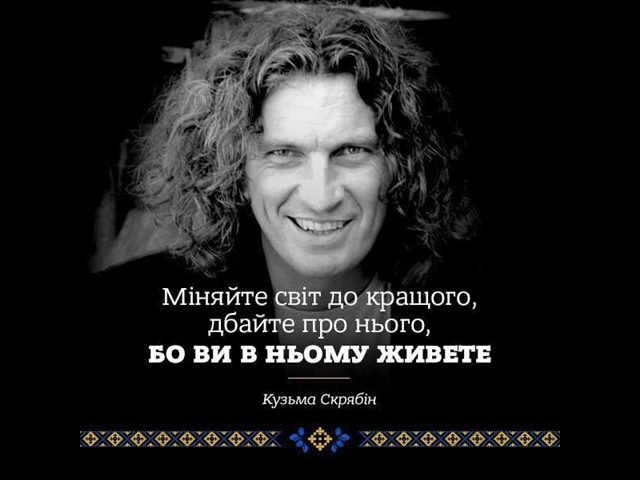 Міняйте світ до кращого,
дбайте про нього,
БО ВИ В НЬОМУ ЖИВЕТЕ
Кузьма Скрябін